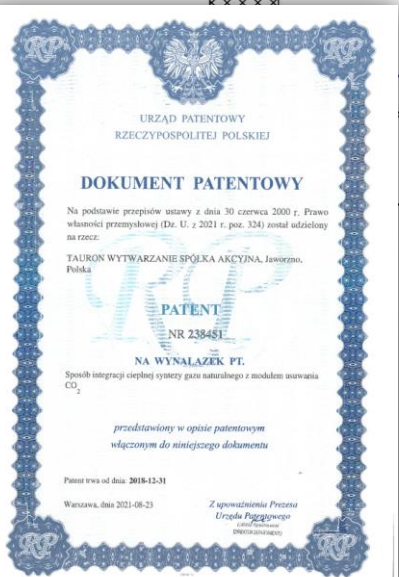 URZĄD PATENTOWY
RZECZYPOSPOLITEJ POLSKIEJ
DOKUMENT PATENTOWY
Na podstawie przepisów ustawy z dnia 30 czerwca 2000 r. Prawo
własności przemysłowej (Dz. U. z 2021 r. poz. 324) został udzielony
na rzecz:
TAURON WYTWARZANIE SPÓŁKA AKCYJNA, Jaworzno,
Polska
PATENT
NR 238481
NA WYNALAZEK PT.
Sposób integracji cieplnej syntezy gazu naturalnego z modułem usuwania
CO2
przedstawiony w opisie patentowym
włączonym do niniejszego dokumentu
Patent trwa od dnia: 2018-12-31
Warszawa, dnia 2021-08-23
Z upoważnienia Prezesa
Urzędu Patentowego